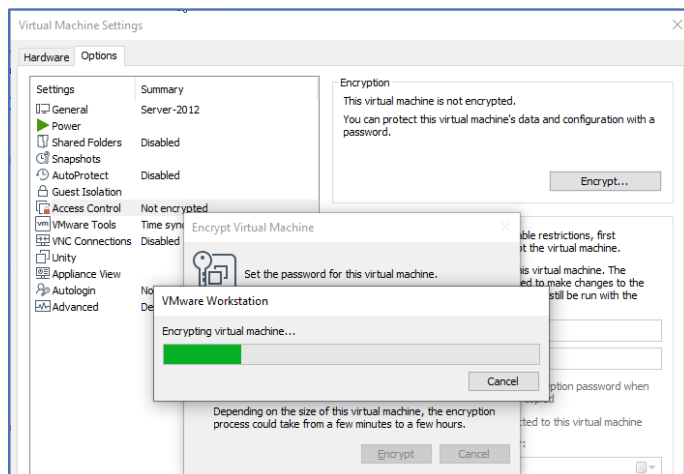 Virtual Machine Settings
Hardware Options
Settings Summary
General Server-2012
Power
Shared Folders Disabled
Snapshots
AutoProtect Disabled
Guest Isolation
Access Control Not encrypted
VMware Tools Time sync
VNC Connections Disabled
Unity
Appliance View
Autologin No
Advanced De
Encryption
This virtual machine is not encrypted.
You can protect this virtual machine's data and configuration with a
password.
Encrypt...
able restrictions, first
pt the virtual machine.
is virtual machine. The
ed to make changes to the
still be run with the
ption password when
copied
cted to this virtual machine
Encrypt Virtual Machine
Set the password for this virtual machine.
VMware Workstation
Encrypting virtual machine...
Cancel
Depending on the size of this virtual machine, the encryption
process could take from a few minutes to a few hours.
Encrypt Cancel